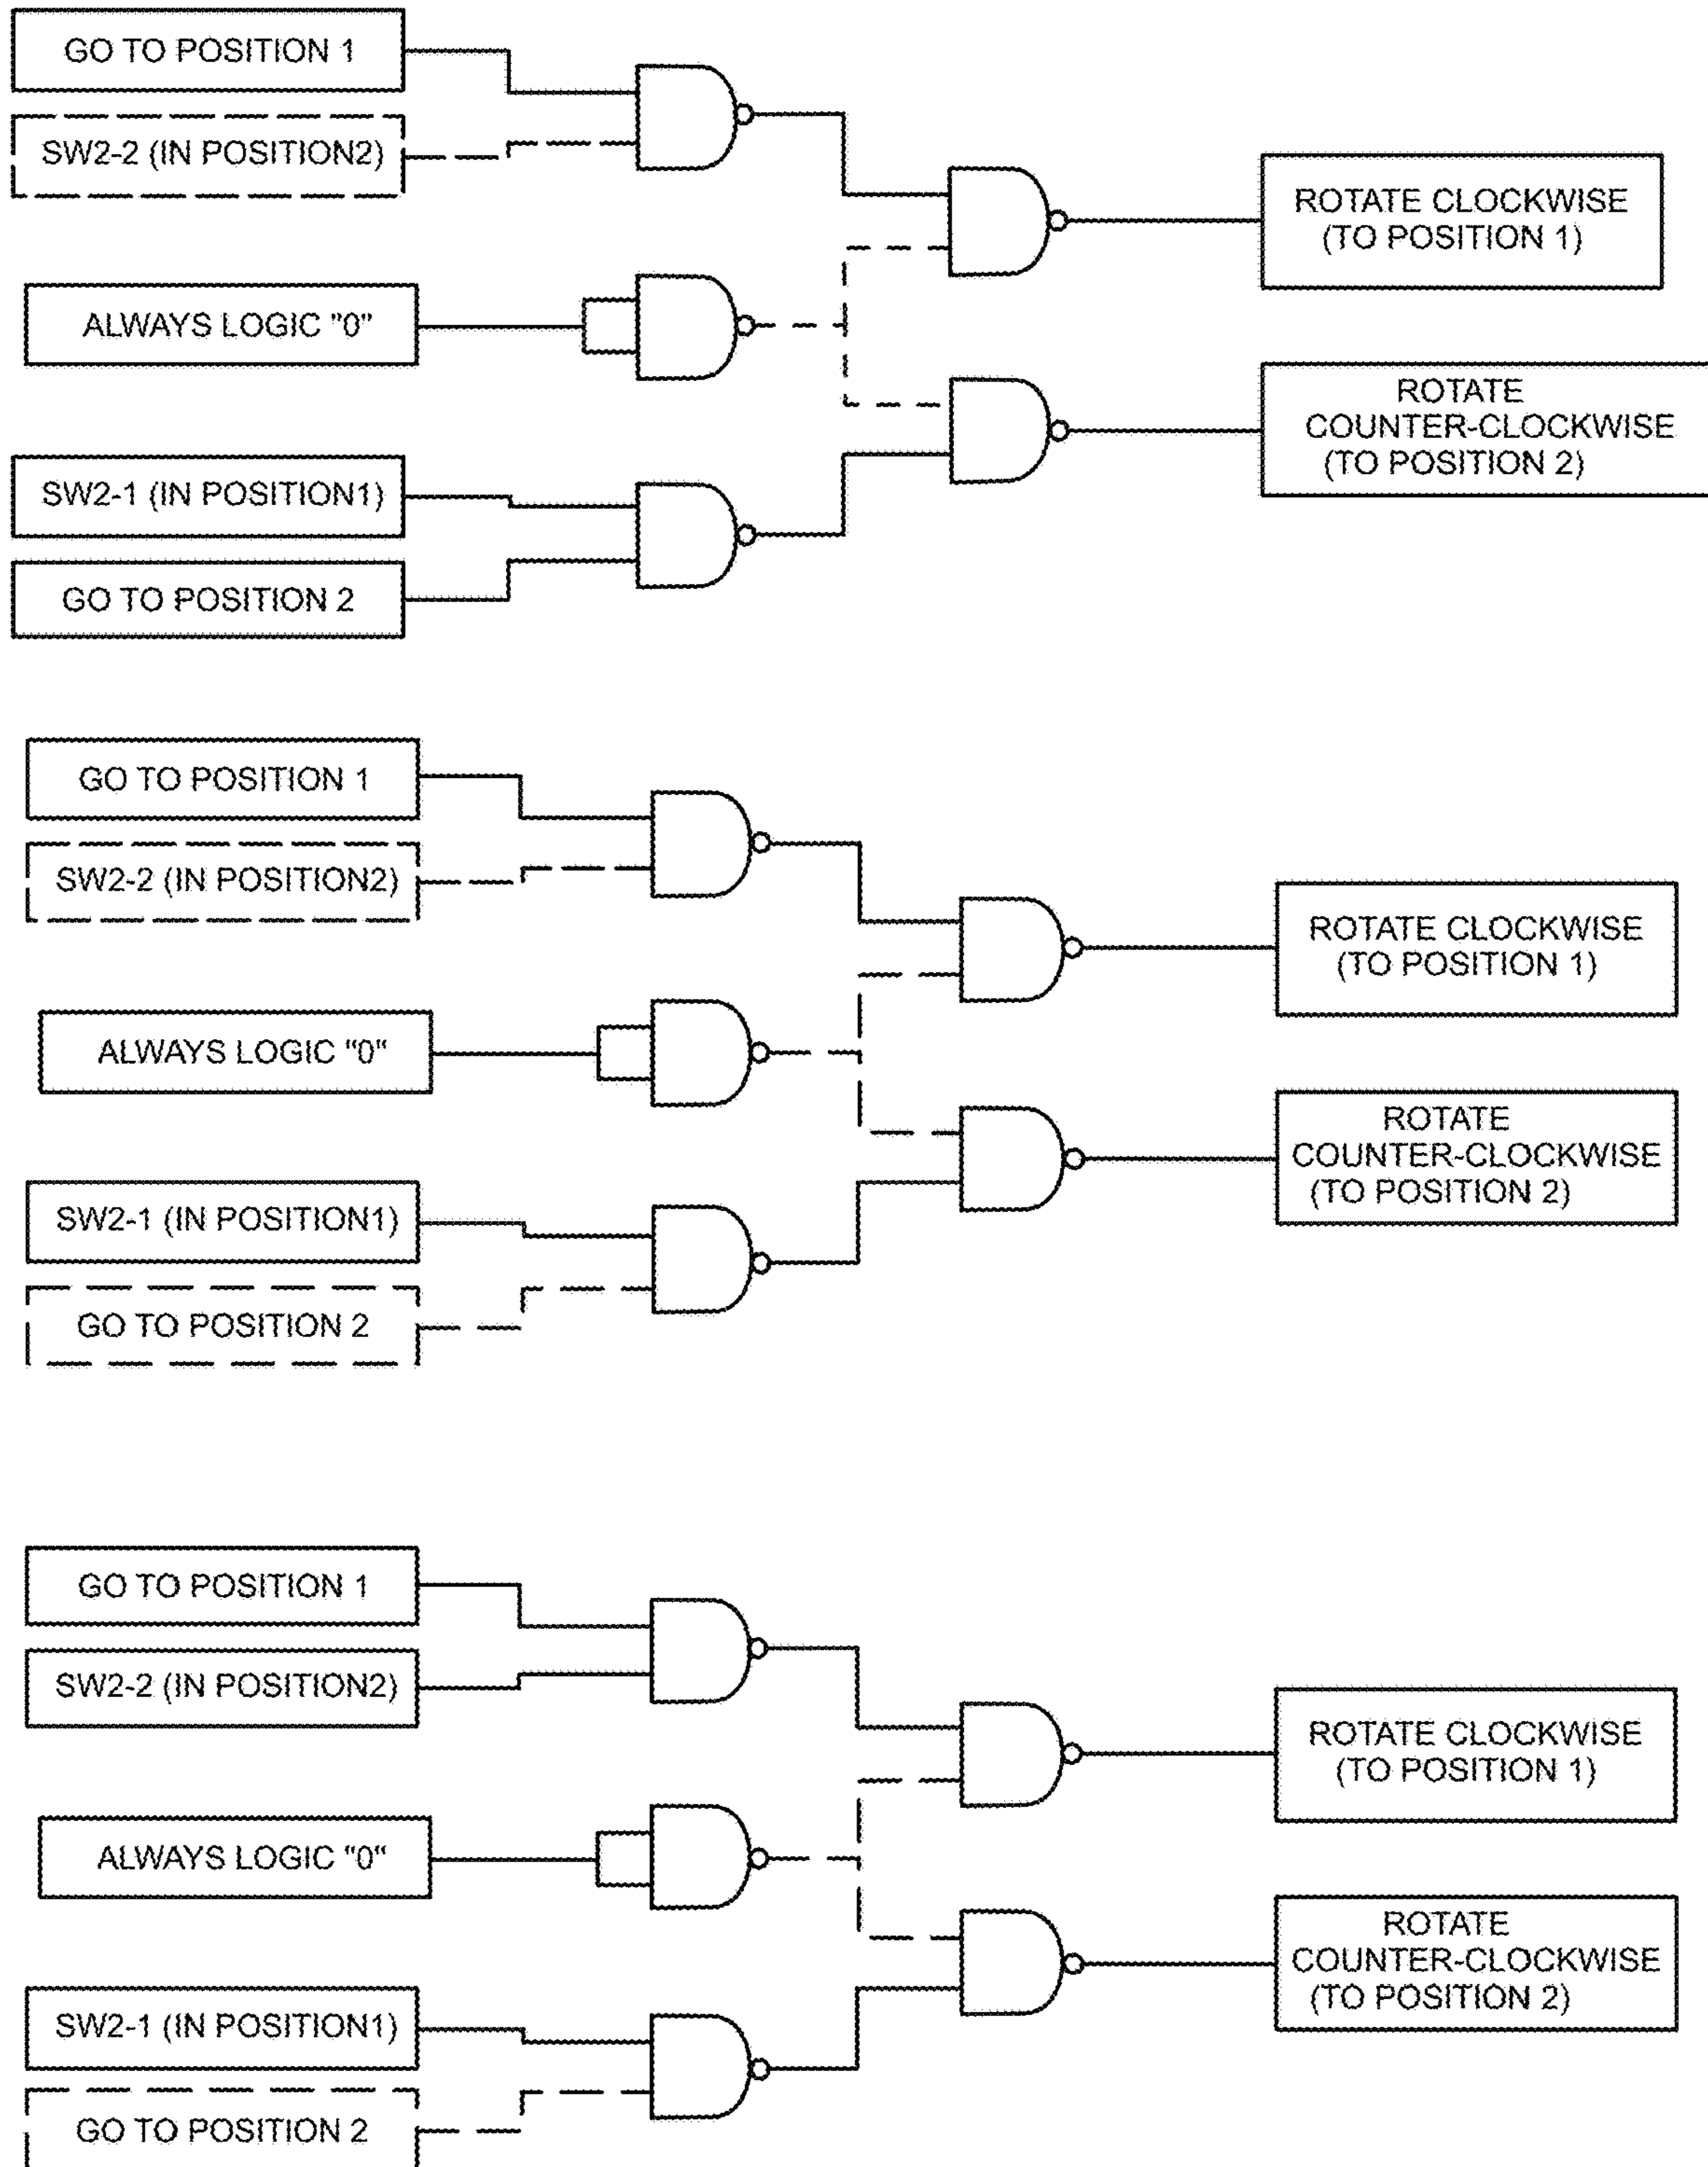 GO TO POSITION 1
SW2-2 (IN POSITION2)
ROTATE CLOCKWISE
(TO POSITION 1)
ALWAYS LOGIC "0"
ROTATE
COUNTER-CLOCKWISE
(TO POSITION 2)
SW2-1 (IN POSITION1)
GO TO POSITION 2
GO TO POSITION 1
SW2-2 (IN POSITION2)
ROTATE CLOCKWISE
(TO POSITION 1)
ALWAYS LOGIC "0"
ROTATE
COUNTER-CLOCKWISE
(TO POSITION 2)
SW2-1 (IN POSITION1)
GO TO POSITION 2
GO TO POSITION 1
SW2-2 (IN POSITION2)
ROTATE CLOCKWISE
(TO POSITION 1)
ALWAYS LOGIC "0"
ROTATE
COUNTER-CLOCKWISE
(TO POSITION 2)
SW2-1 (IN POSITION1)
GO TO POSITION 2